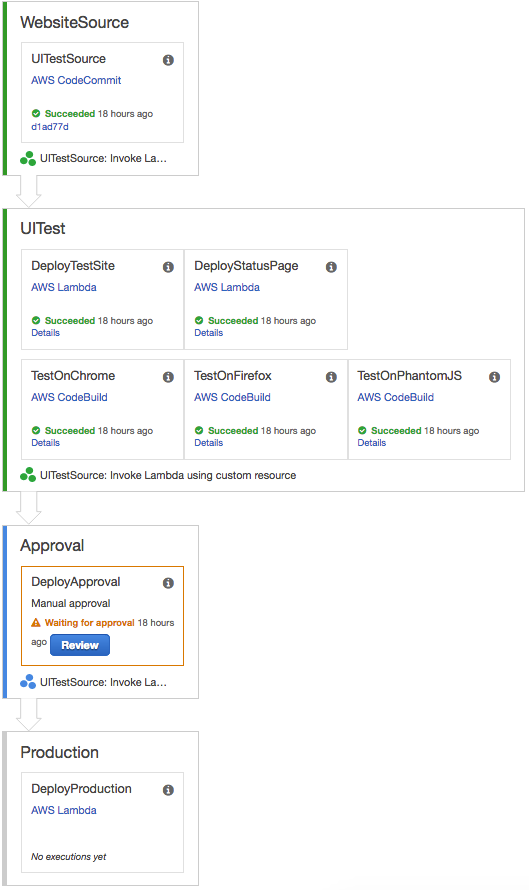 WebsiteSource
UITestSource
AWS CodeCommit
Succeeded 18 hours ago
d1ad77d
UITestSource: Invoke La...
UITest
DeployTestSite
AWS Lambda
Succeeded 18 hours ago
Details
DeployStatusPage
AWS Lambda
Succeeded 18 hours ago
Details
TestOnChrome
AWS CodeBuild
Succeeded 18 hours ago
Details
TestOnFirefox
AWS CodeBuild
Succeeded 18 hours ago
Details
TestOnPhantomJS
AWS CodeBuild
Succeeded 18 hours ago
Details
UITestSource: Invoke Lambda using custom resource
Approval
DeployApproval
Manual approval
Waiting for approval 18 hours
ago Review
UITestSource: Invoke La...
Production
DeployProduction
AWS Lambda
No executions yet